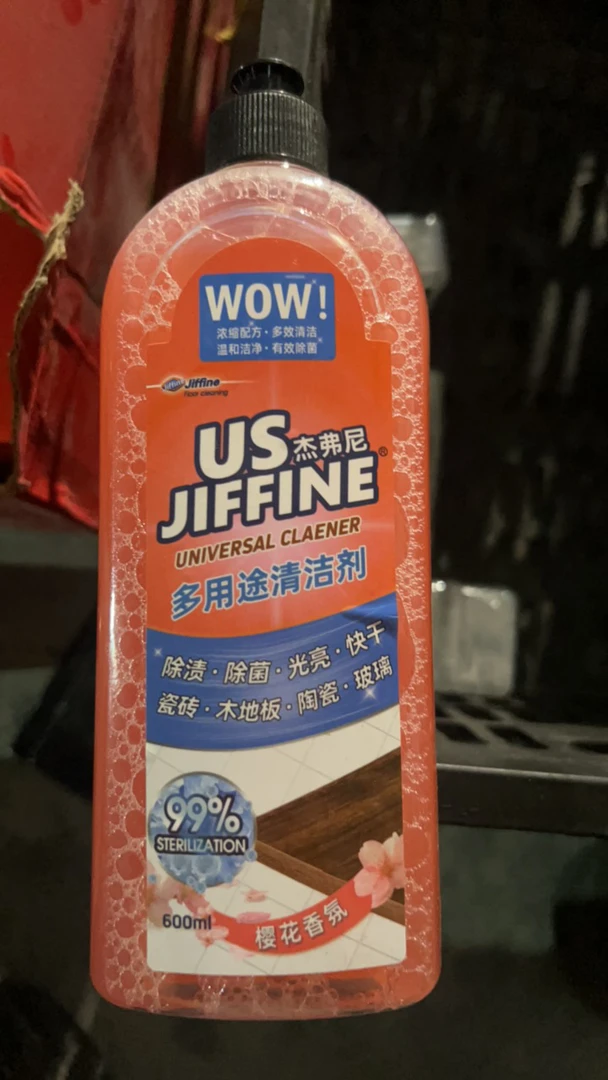 WOW!
浓缩配方·多效清洁
温和洁净·有效除菌
Jiffine
US 杰弗尼®
JIFFINE
UNIVERSAL CLAENER
多用途清洁剂
除渍·除菌·光亮·快干
瓷砖·木地板·陶瓷·玻璃
99%
STERILIZATION
600ml
樱花香氛